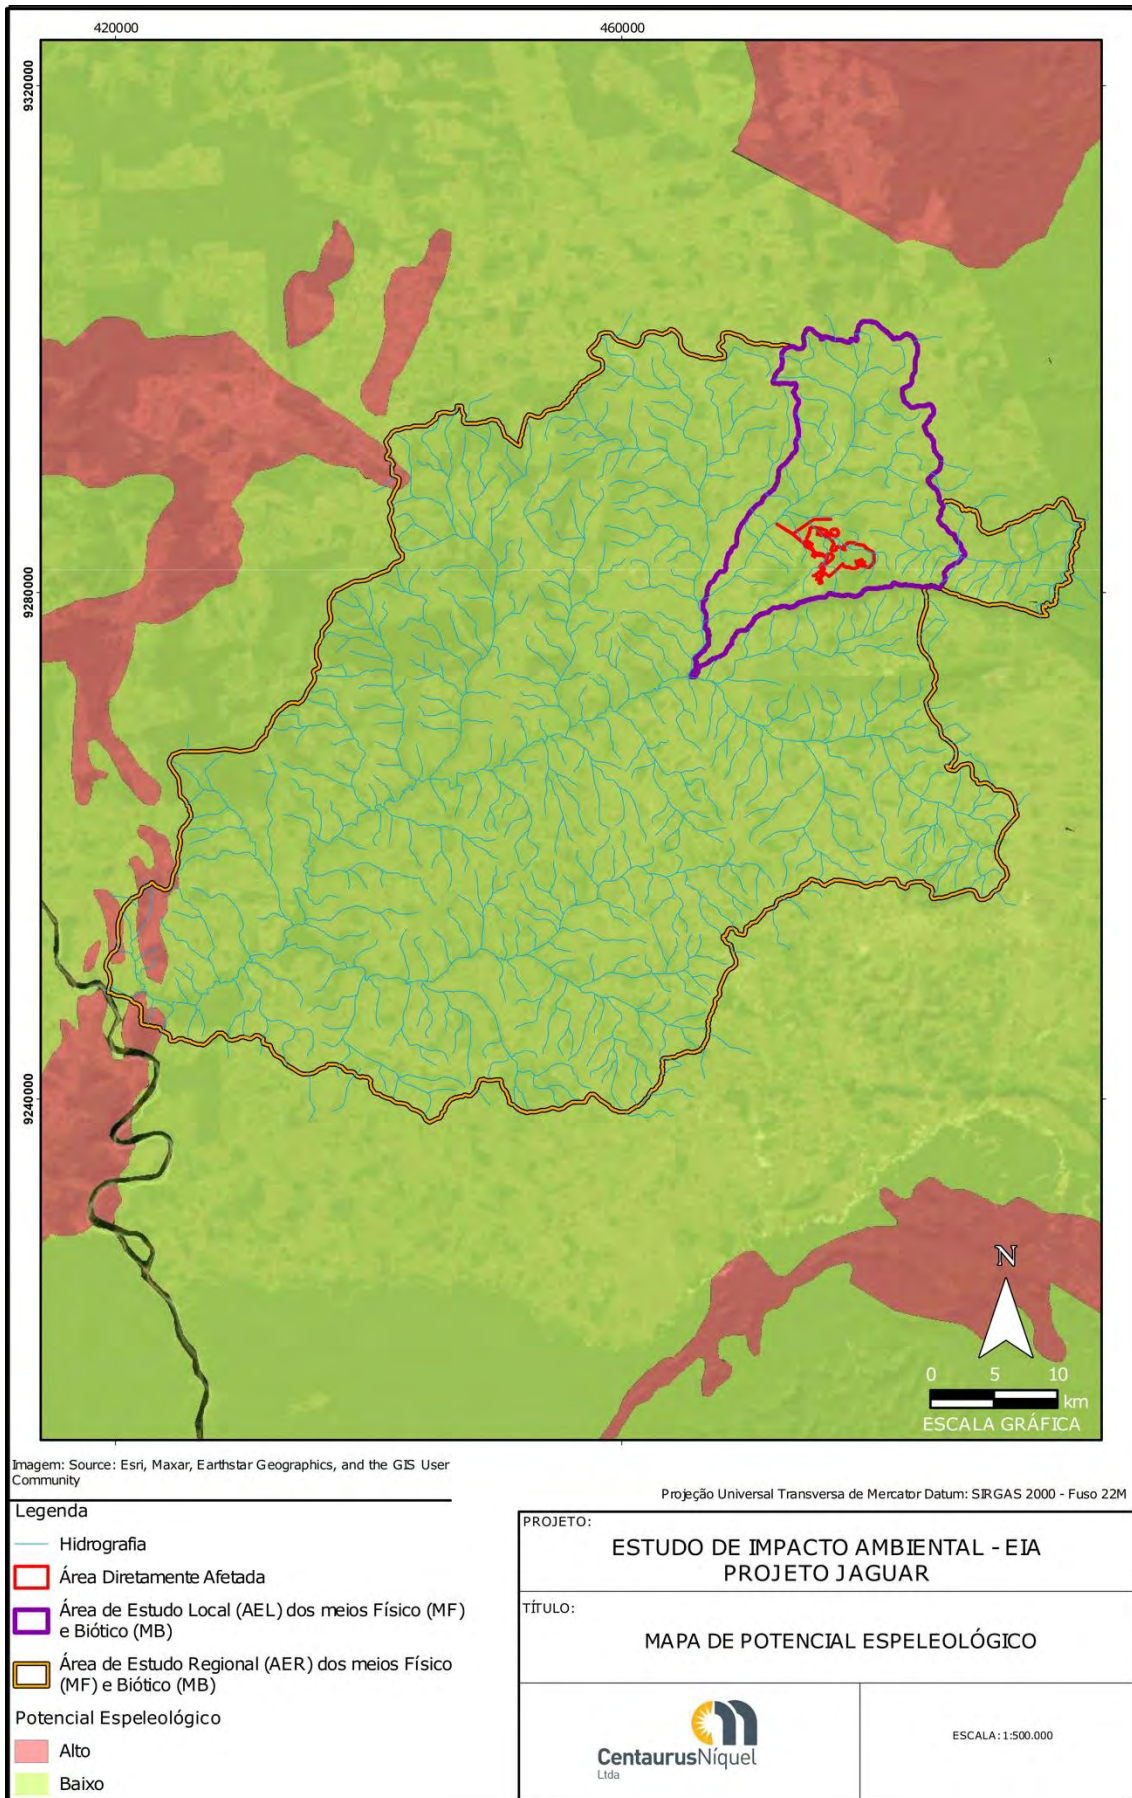 420000
460000
9320000
9280000
9240000
N
0 5 10
km
ESCALA GRÁFICA
Imagem: Source: Esri, Maxar, Earthstar Geographics, and the GIS User
Community
Projeção Universal Transversa de Mercator Datum: SIRGAS 2000 - Fuso 22M
Legenda
Hidrografia
Área Diretamente Afetada
Área de Estudo Local (AEL) dos meios Físico (MF)
e Biótico (MB)
Área de Estudo Regional (AER) dos meios Físico
(MF) e Biótico (MB)
Potencial Espeleológico
Alto
Baixo
PROJETO:
ESTUDO DE IMPACTO AMBIENTAL - EIA
PROJETO JAGUAR
TÍTULO:
MAPA DE POTENCIAL ESPELEOLÓGICO
CentaurusNíquel
Ltda
ESCALA: 1:500.000